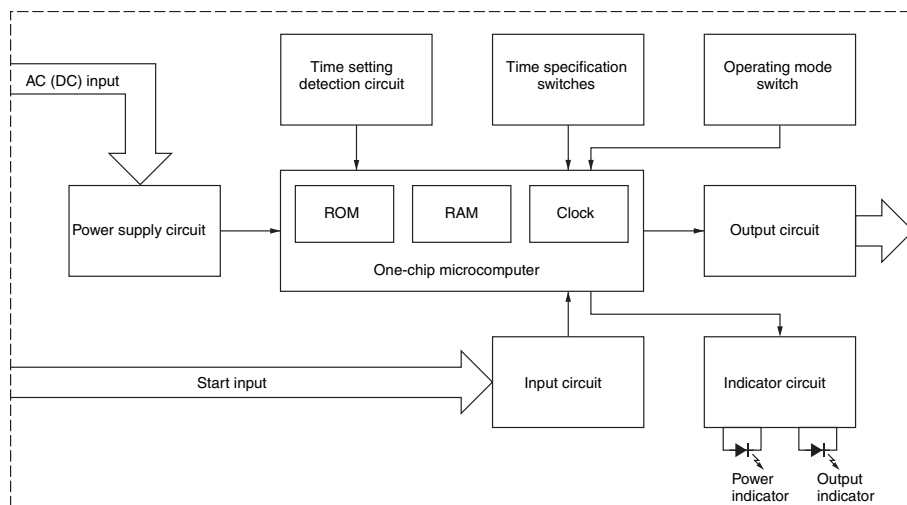 AC (DC) input
Time setting
detection circuit
Time specification
switches
Operating mode
switch
Power supply circuit
ROM
RAM
Clock
One-chip microcomputer
Output circuit
Start input
Input circuit
Indicator circuit
Power
indicator
Output
indicator